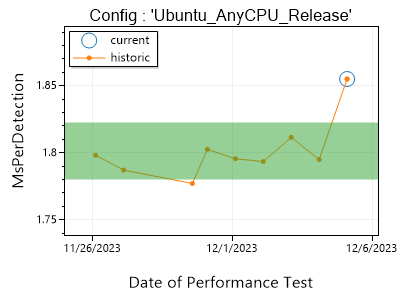 Config : 'Ubuntu_AnyCPU_Release'
current
historic
MsPerDetection
1.85
1.8
1.75
11/26/2023
12/1/2023
12/6/2023
Date of Performance Test